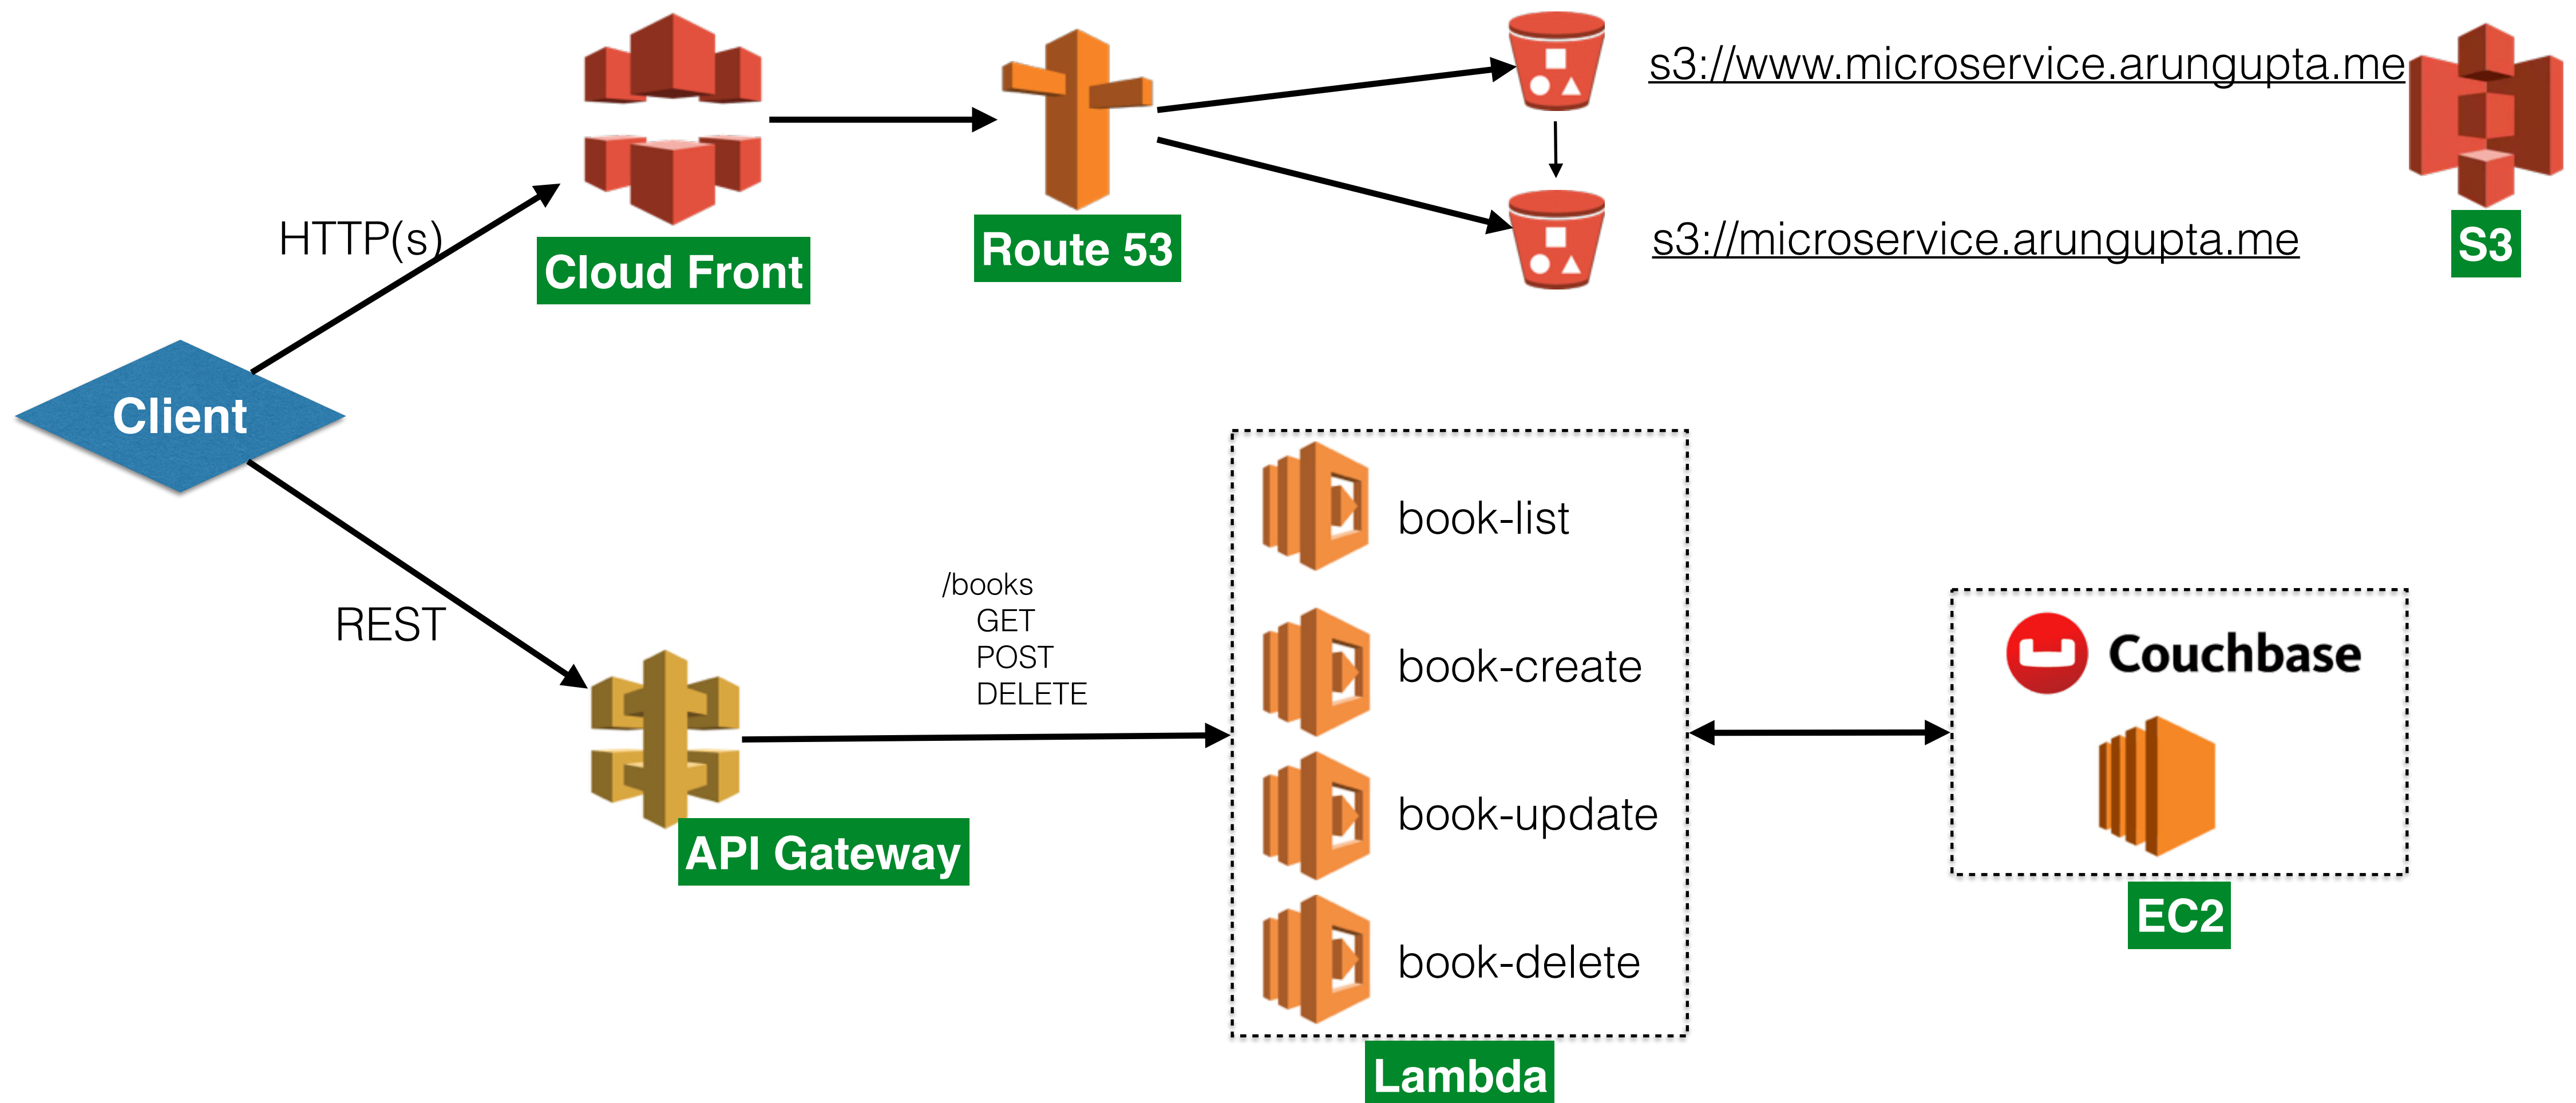 s3://www.microservice.arungupta.me
HTTP(s)
Cloud Front
Route 53
s3://microservice.arungupta.me
S3
Client
REST
/books
GET
POST
DELETE
API Gateway
book-list
book-create
book-update
book-delete
Lambda
Couchbase
EC2